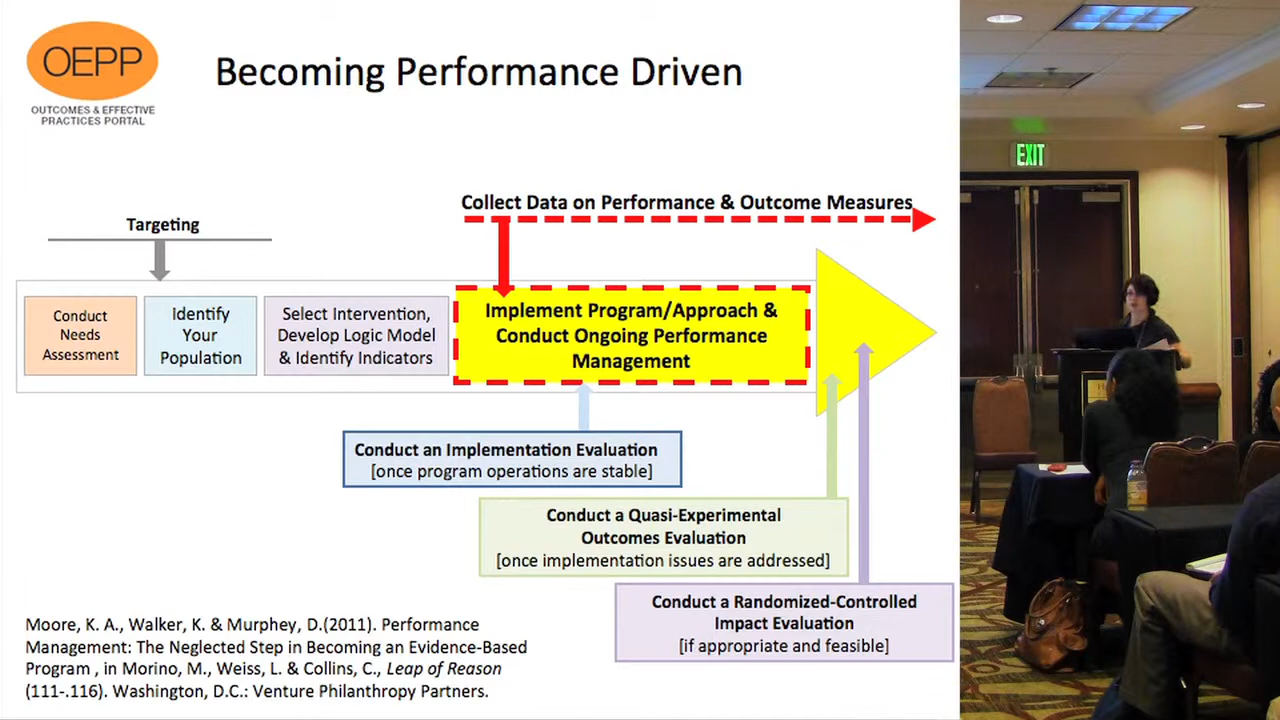 OEPP
OUTCOMES & EFFECTIVE
PRACTICES PORTAL
Becoming Performance Driven
Collect Data on Performance & Outcome Measures
Targeting
Conduct
Needs
Assessment
Identify
Your
Population
Select Intervention,
Develop Logic Model
& Identify Indicators
Implement Program/Approach &
Conduct Ongoing Performance
Management
Conduct an Implementation Evaluation
[once program operations are stable]
Conduct a Quasi-Experimental
Outcomes Evaluation
[once implementation issues are addressed]
Conduct a Randomized-Controlled
Impact Evaluation
[if appropriate and feasible]
Moore, K. A., Walker, K. & Murphey, D.(2011). Performance
Management: The Neglected Step in Becoming an Evidence-Based
Program , in Morino, M., Weiss, L. & Collins, C., Leap of Reason
(111-.116). Washington, D.C.: Venture Philanthropy Partners.
EXIT